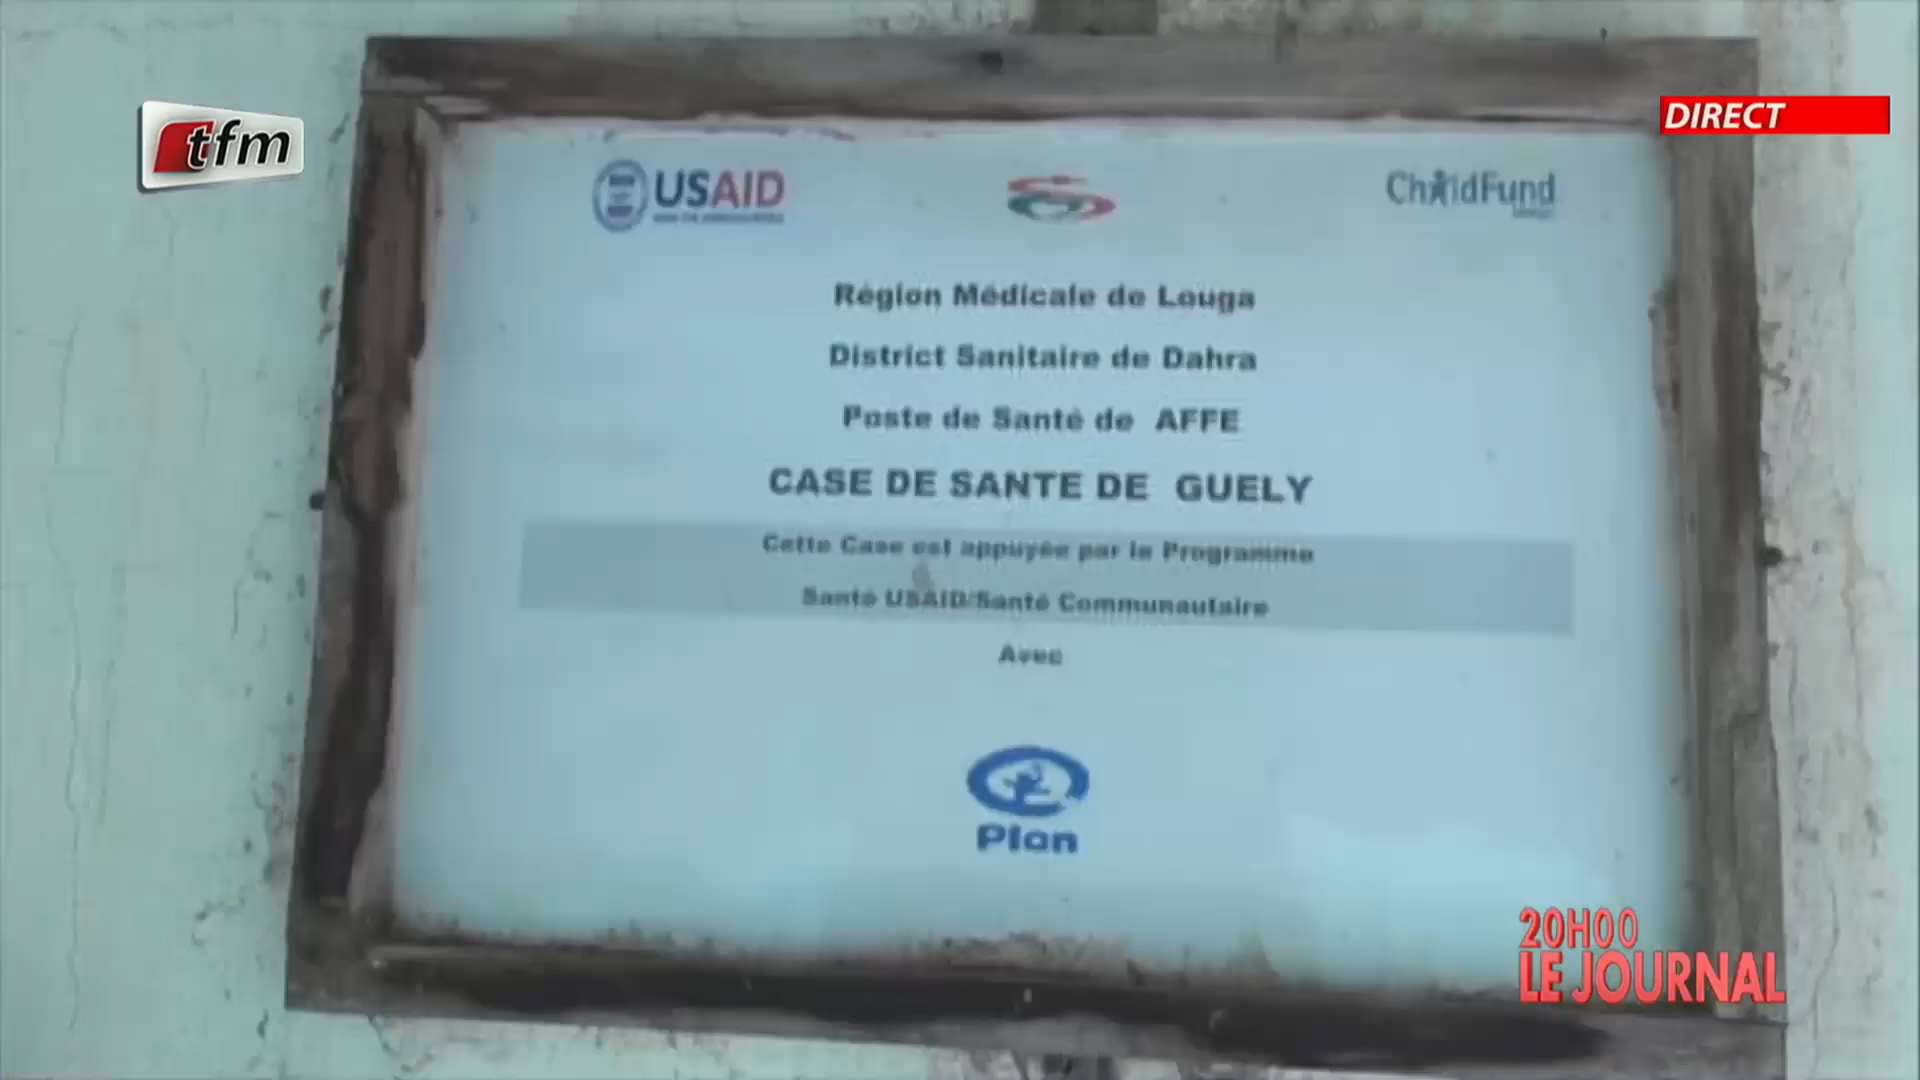 tfm
DIRECT
USAID
ChildFund
Région Médicale de Louga
District Sanitaire de Dahra
Poste de Santé de AFFE
CASE DE SANTE DE GUELY
Cette Case est appuyée par le Programme
Santé USAID/Santé Communautaire
Avec
Plan
20H00
LE JOURNAL